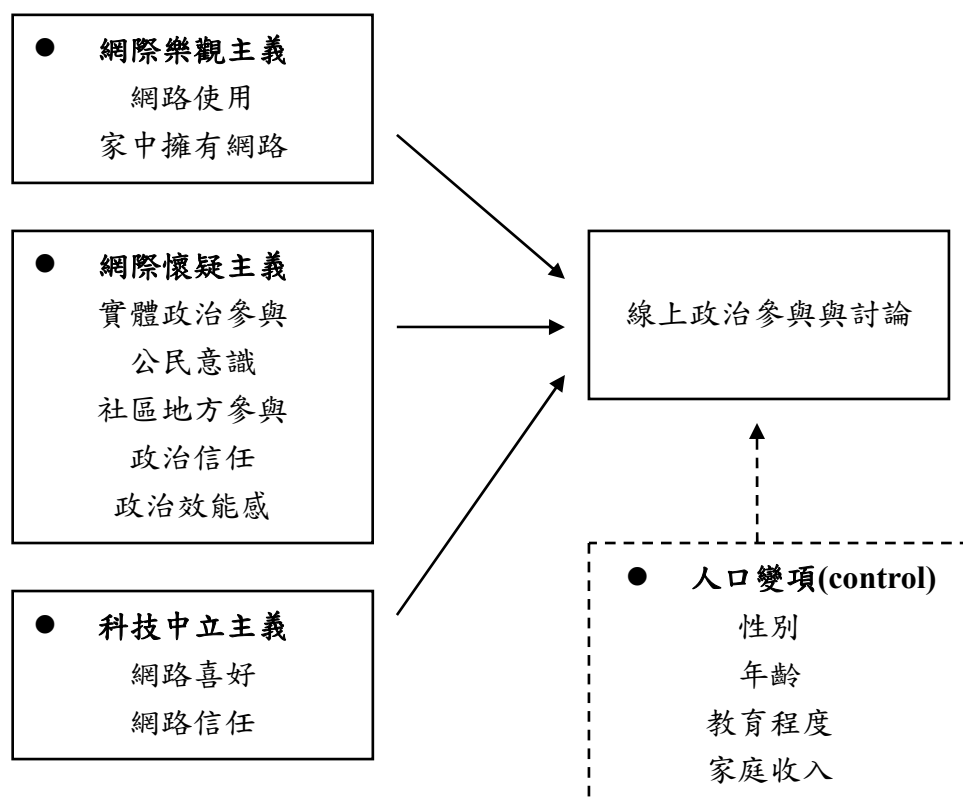 ● 網際樂觀主義
網路使用
家中擁有網路
● 網際懷疑主義
實體政治參與
公民意識
社區地方參與
政治信任
政治效能感
● 科技中立主義
網路喜好
網路信任
線上政治參與與討論
● 人口變項(control)
性別
年齡
教育程度
家庭收入